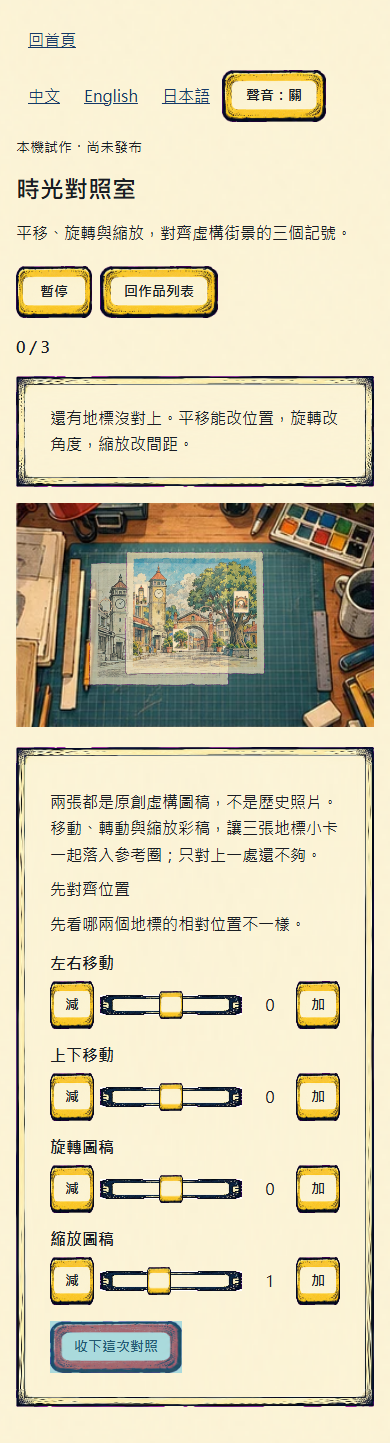 回首頁
中文 English 日本語 聲音：關
本機試作・尚未發布
時光對照室
平移、旋轉與縮放，對齊虛構街景的三個記號。
暫停 回作品列表
0 / 3
還有地標沒對上。平移能改位置，旋轉改
角度，縮放改間距。
兩張都是原創虛構圖稿，不是歷史照片。
移動、轉動與縮放彩稿，讓三張地標小卡
一起落入參考圈；只對上一處還不夠。
先對齊位置
先看哪兩個地標的相對位置不一樣。
左右移動
減 0 加
上下移動
減 0 加
旋轉圖稿
減 0 加
縮放圖稿
減 1 加
收下這次對照